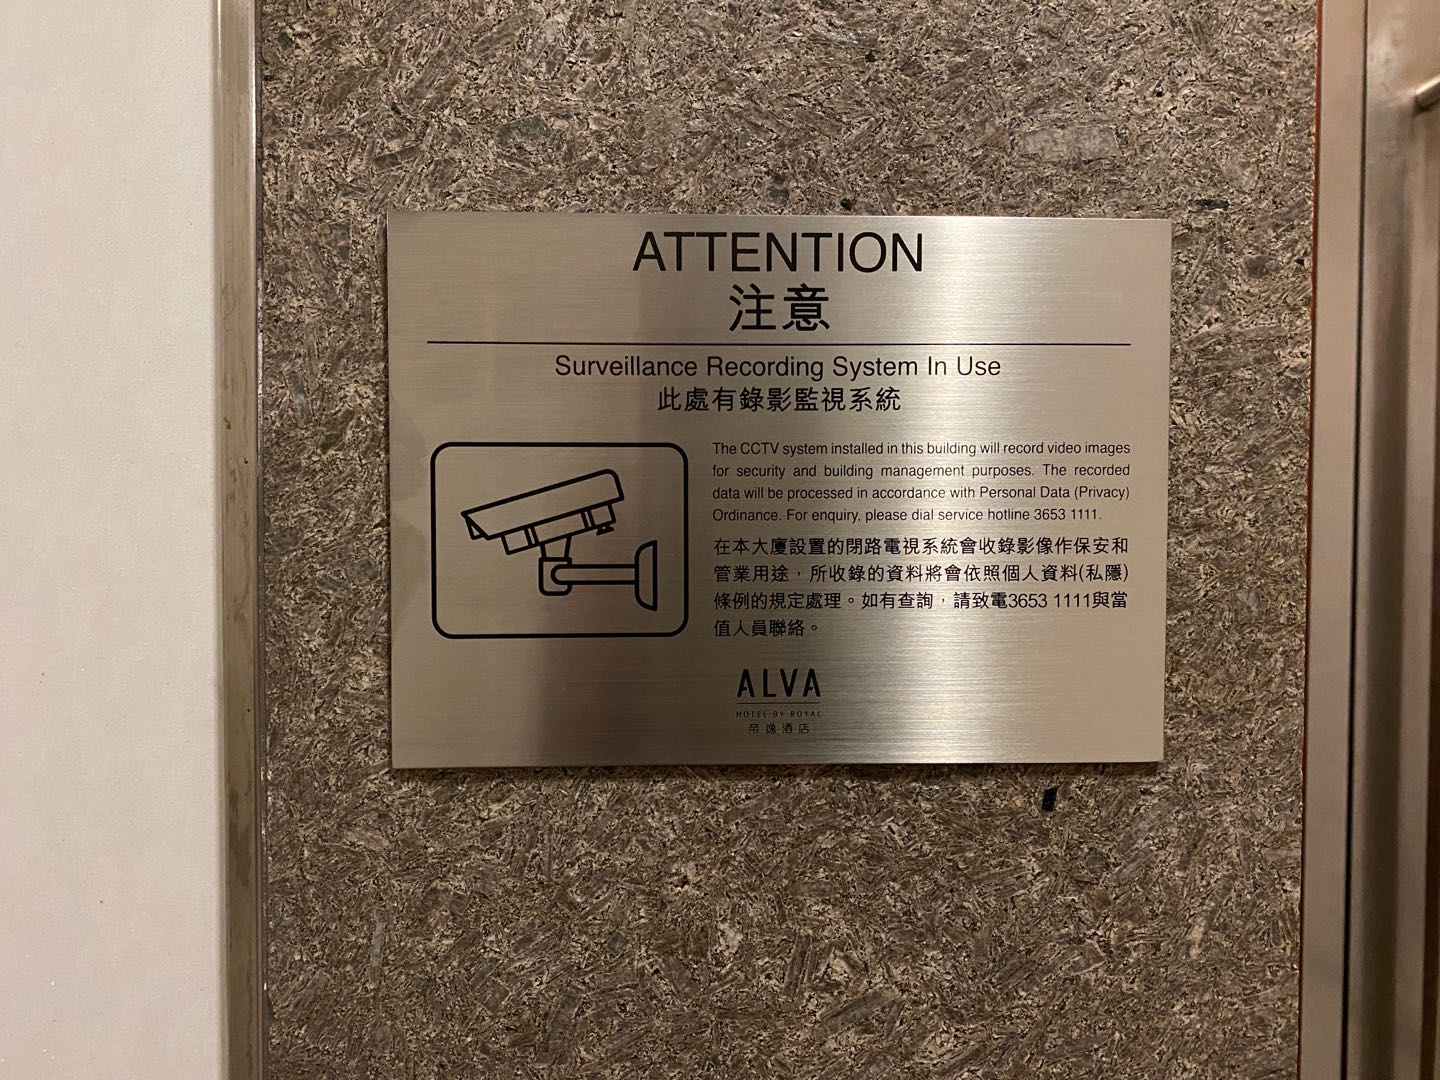 ATTENTION
注意
Surveillance Recording System In Use
此處有錄影監視系統
The CCTV system installed in this building will record video images
for security and building management purposes. The recorded
data will be processed in accordance with Personal Data (Privacy)
Ordinance. For enquiry, please dial service hotline 3653 1111.
在本大廈設置的閉路電視系統會收錄影像作保安和
管業用途，所收錄的資料將會依照個人資料(私隱)
條例的規定處理。如有查詢，請致電3653 1111與當
值人員聯絡。
ALVA
HOTEL BY ROYAL
帝逸酒店